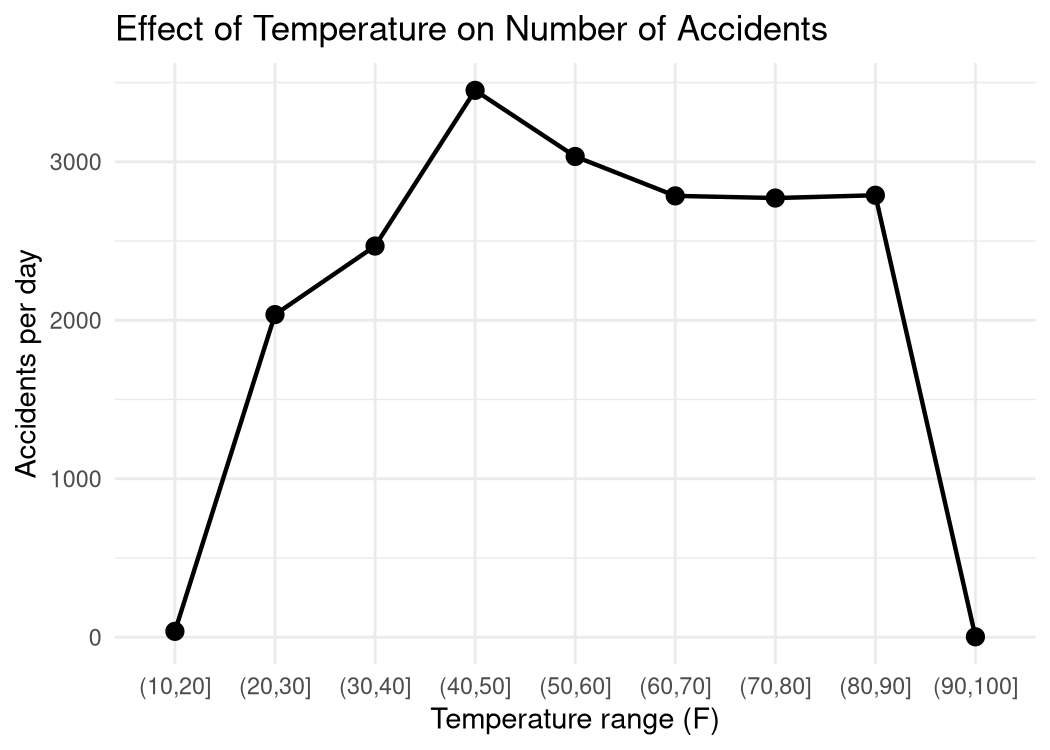 Effect of Temperature on Number of Accidents
Accidents per day
3000
2000
1000
0
(10,20] (20,30] (30,40] (40,50] (50,60] (60,70] (70,80] (80,90] (90,100]
Temperature range (F)